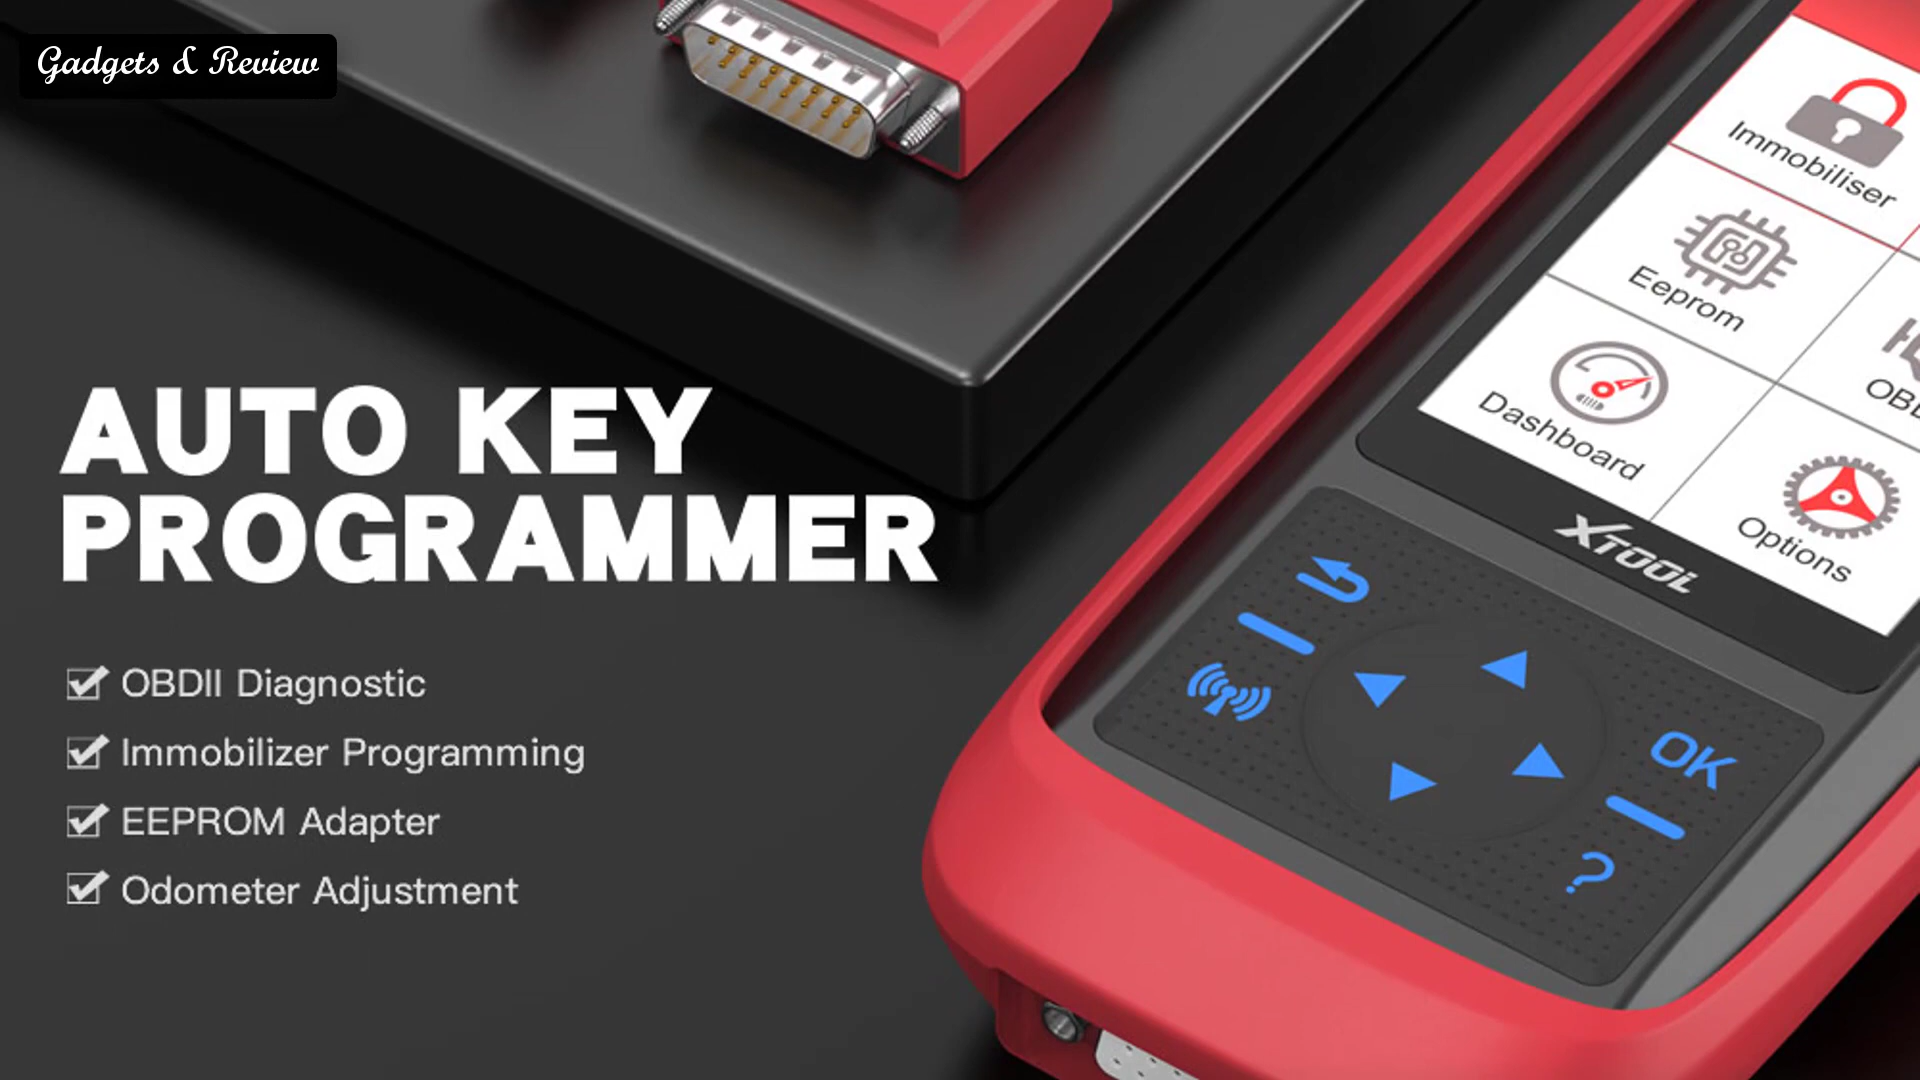 Gadgets & Review
AUTO KEY
PROGRAMMER
OBDII Diagnostic
Immobilizer Programming
EEPROM Adapter
Odometer Adjustment
Immobiliser
Eeprom
OBD
Dashboard
Options
XTOOL
OK
?